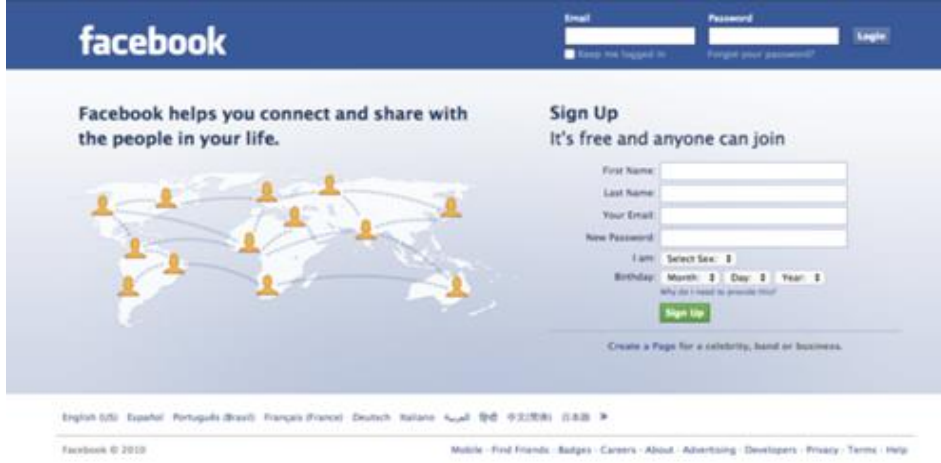 facebook
Email Password
Keep me logged in Forgot your password? Login
Facebook helps you connect and share with
the people in your life.
Sign Up
It's free and anyone can join
First Name:
Last Name:
Your Email:
New Password:
I am: Select Sex:
Birthday: Month: Day: Year:
Why do I need to provide this?
Sign Up
Create a Page for a celebrity, band or business.
English (US) Español Português (Brasil) Français (France) Deutsch Italiano العربية हिन्दी 中文(简体) 日本語 »
Facebook © 2010
Mobile · Find Friends · Badges · Careers · About · Advertising · Developers · Privacy · Terms · Help